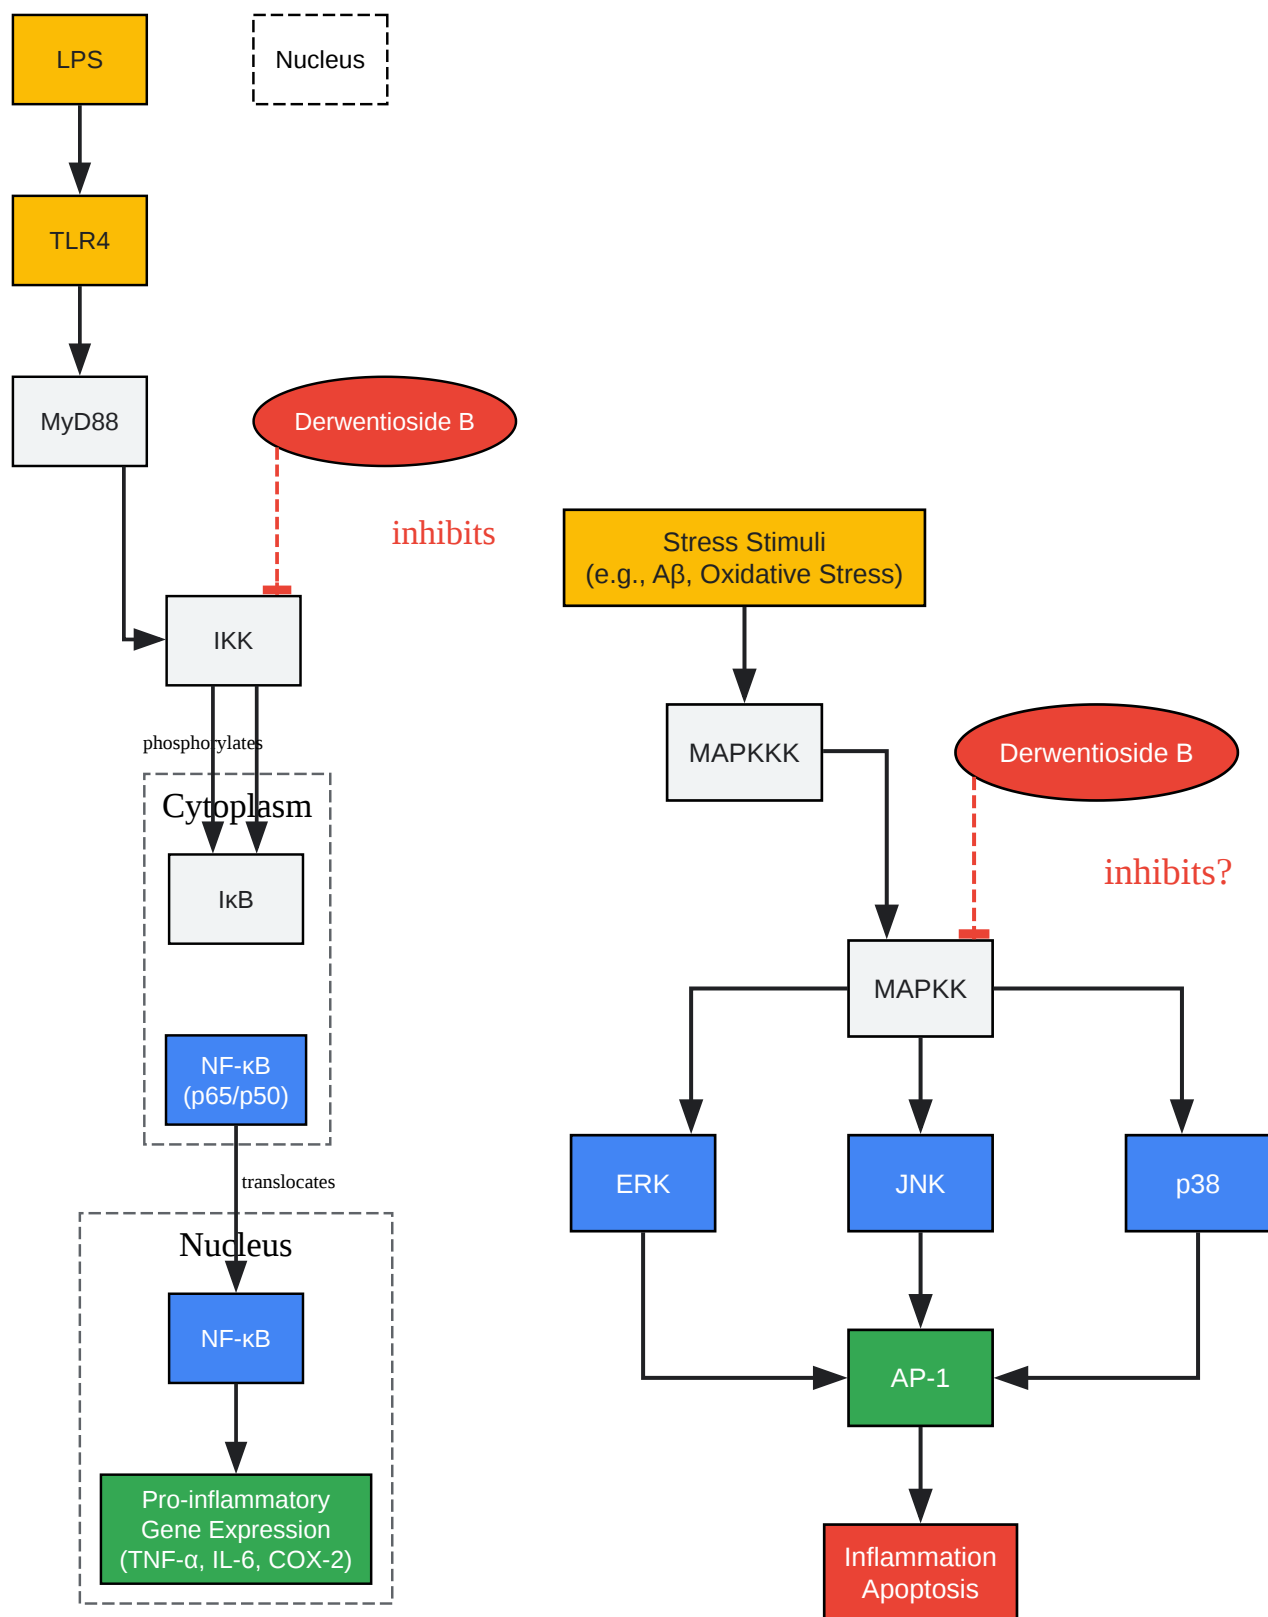 LPS
Nucleus
TLR4
MyD88
Derwentioside B
inhibits
IKK
phosphorylates
Cytoplasm
IκB
NF-κB
(p65/p50)
translocates
Nucleus
NF-κB
Pro-inflammatory
Gene Expression
(TNF-α, IL-6, COX-2)
Stress Stimuli
(e.g., Aβ, Oxidative Stress)
MAPKKK
Derwentioside B
inhibits?
MAPKK
ERK
JNK
p38
AP-1
Inflammation
Apoptosis